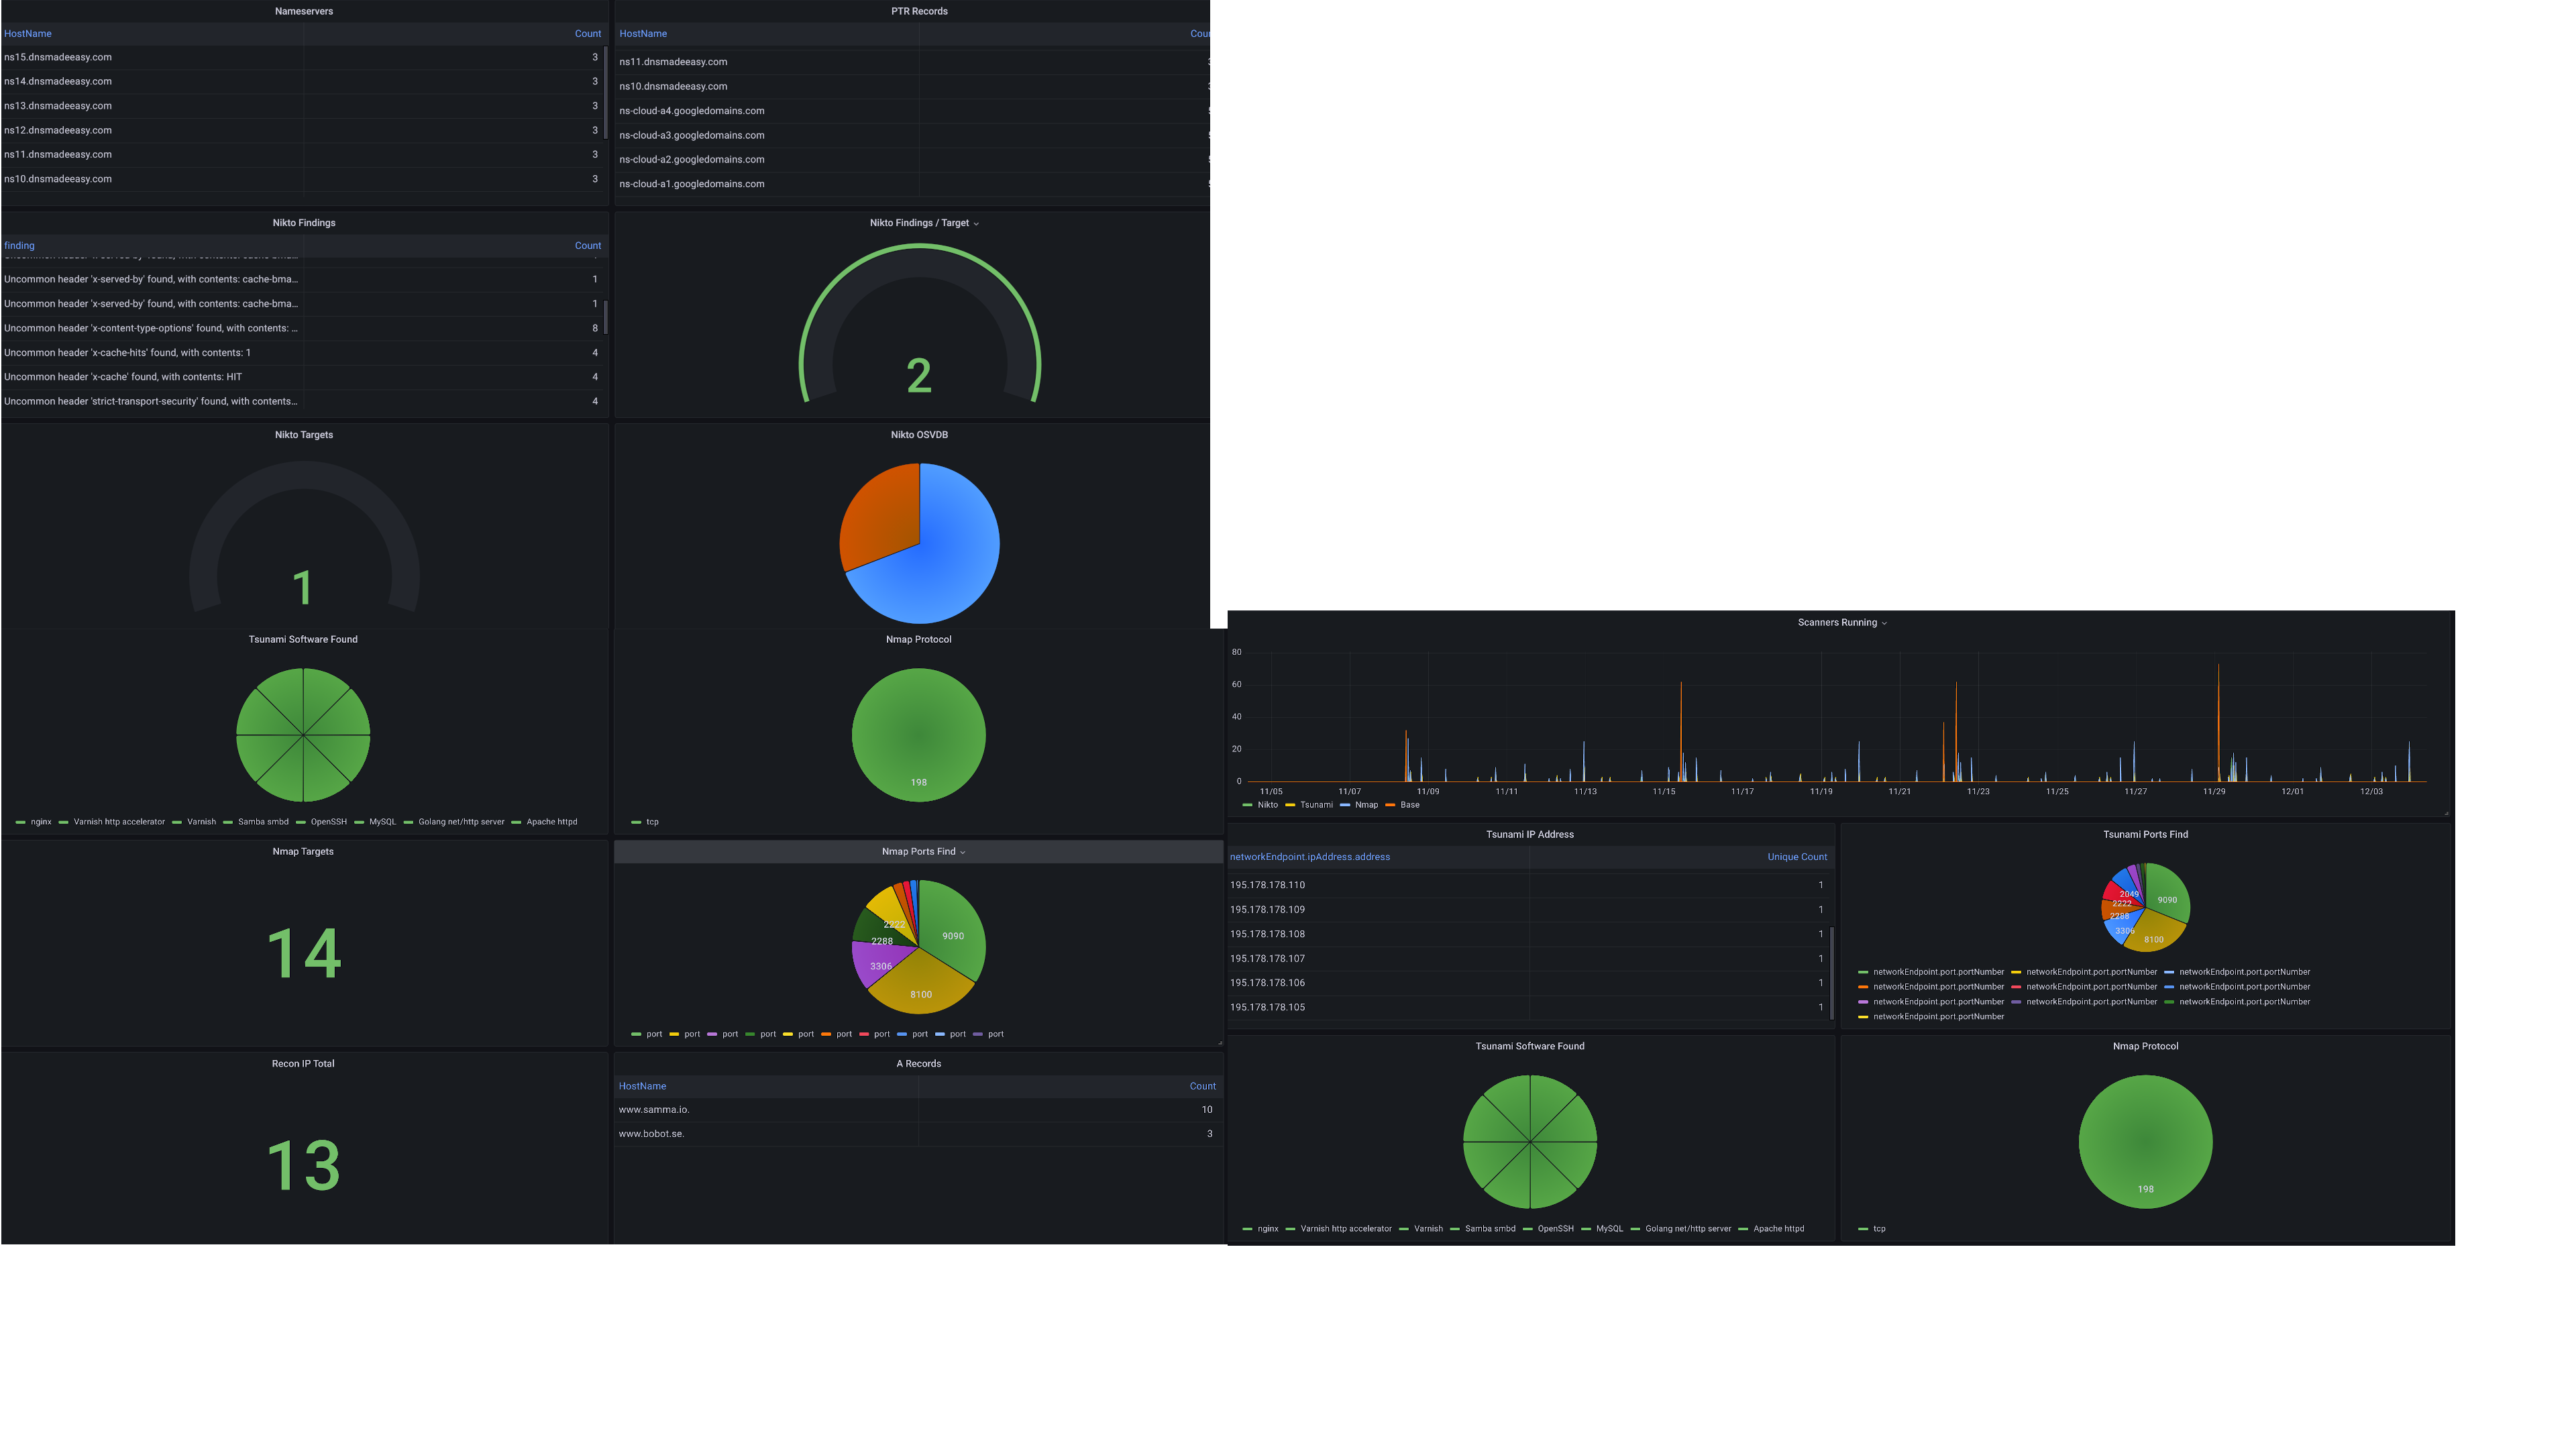 Nameservers
HostName Count
ns15.dnsmadeeasy.com 3
ns14.dnsmadeeasy.com 3
ns13.dnsmadeeasy.com 3
ns12.dnsmadeeasy.com 3
ns11.dnsmadeeasy.com 3
ns10.dnsmadeeasy.com 3
PTR Records
HostName
ns11.dnsmadeeasy.com
ns10.dnsmadeeasy.com
ns-cloud-a4.googledomains.com
ns-cloud-a3.googledomains.com
ns-cloud-a2.googledomains.com
ns-cloud-a1.googledomains.com
Nikto Findings
finding Count
Uncommon header 'x-served-by' found, with contents: cache-bma... 1
Uncommon header 'x-served-by' found, with contents: cache-bma... 1
Uncommon header 'x-content-type-options' found, with contents: ... 8
Uncommon header 'x-cache-hits' found, with contents: 1 4
Uncommon header 'x-cache' found, with contents: HIT 4
Uncommon header 'strict-transport-security' found, with contents... 4
Nikto Findings / Target
2
Nikto Targets
1
Nikto OSVDB
Tsunami Software Found
nginx Varnish http accelerator Varnish Samba smbd OpenSSH MySQL Golang net/http server Apache httpd
Nmap Protocol
198
tcp
Nmap Targets
14
Nmap Ports Find
2222
9090
2288
3306
8100
port port port port port port port port port port
Recon IP Total
13
A Records
HostName Count
www.samma.io. 10
www.bobot.se. 3
Scanners Running
80
60
40
20
0
11/05 11/07 11/09 11/11 11/13 11/15 11/17 11/19 11/21 11/23 11/25 11/27 11/29 12/01 12/03
Nikto Tsunami Nmap Base
Tsunami IP Address
networkEndpoint.ipAddress.address Unique Count
195.178.178.110 1
195.178.178.109 1
195.178.178.108 1
195.178.178.107 1
195.178.178.106 1
195.178.178.105 1
Tsunami Ports Find
2049
9090
2222
2288
3306
8100
networkEndpoint.port.portNumber networkEndpoint.port.portNumber networkEndpoint.port.portNumber
networkEndpoint.port.portNumber networkEndpoint.port.portNumber networkEndpoint.port.portNumber
networkEndpoint.port.portNumber networkEndpoint.port.portNumber networkEndpoint.port.portNumber
networkEndpoint.port.portNumber
Tsunami Software Found
nginx Varnish http accelerator Varnish Samba smbd OpenSSH MySQL Golang net/http server Apache httpd
Nmap Protocol
198
tcp